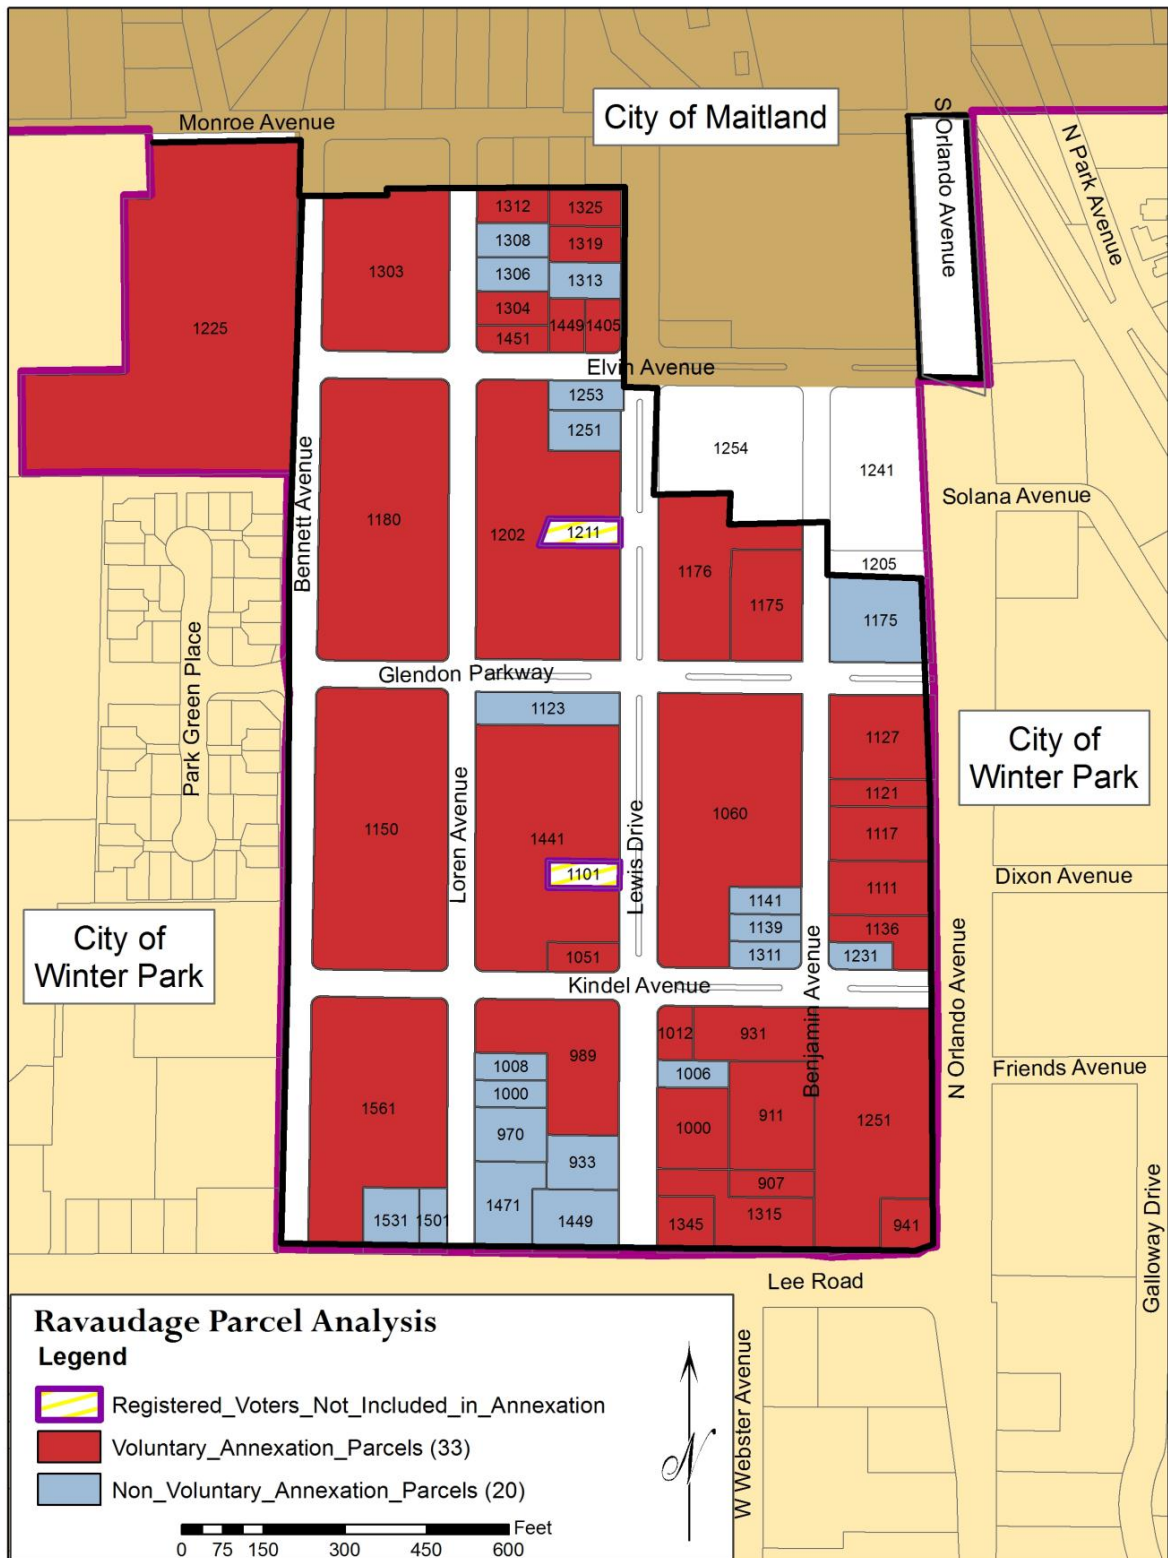 Monroe Avenue
City of Maitland
S Orlando Avenue
N Park Avenue
1312
1325
1308
1319
1303
1306
1313
1304
1449
1405
1451
1225
Elvin Avenue
1253
1251
1254
1241
Solana Avenue
Bennett Avenue
1180
1202
1211
1176
1175
1205
1175
Park Green Place
Glendon Parkway
1123
1127
City of
Winter Park
1121
1150
Loren Avenue
1441
Lewis Drive
1060
1117
1101
1111
Dixon Avenue
1141
1139
1136
1311
1231
1051
City of
Winter Park
Kindel Avenue
Benjamin Avenue
N Orlando Avenue
1012
931
989
1008
1006
Friends Avenue
1000
1561
970
1000
911
1251
933
907
1471
1531
1501
1449
1345
1315
941
Galloway Drive
Lee Road
W Webster Avenue
Ravaudage Parcel Analysis
Legend
Registered_Voters_Not_Included_in_Annexation
Voluntary_Annexation_Parcels (33)
Non_Voluntary_Annexation_Parcels (20)
N
Feet
0 75 150 300 450 600